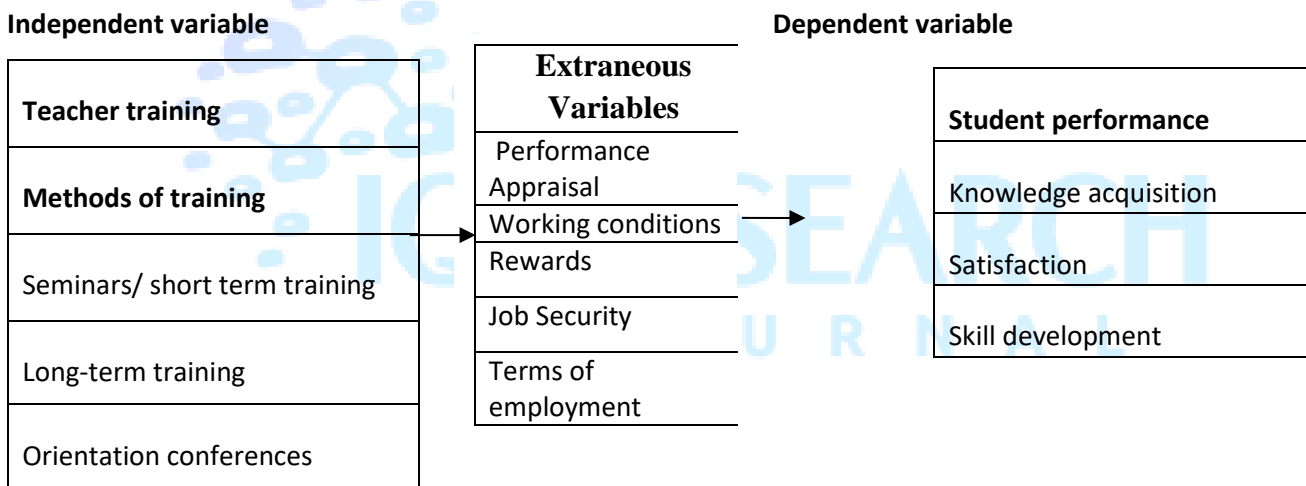 Independent variable
Teacher training
Methods of training
Seminars/ short term training
Long-term training
Orientation conferences
Extraneous
Variables
Performance
Appraisal
Working conditions
Rewards
Job Security
Terms of
employment
Dependent variable
Student performance
Knowledge acquisition
Satisfaction
Skill development